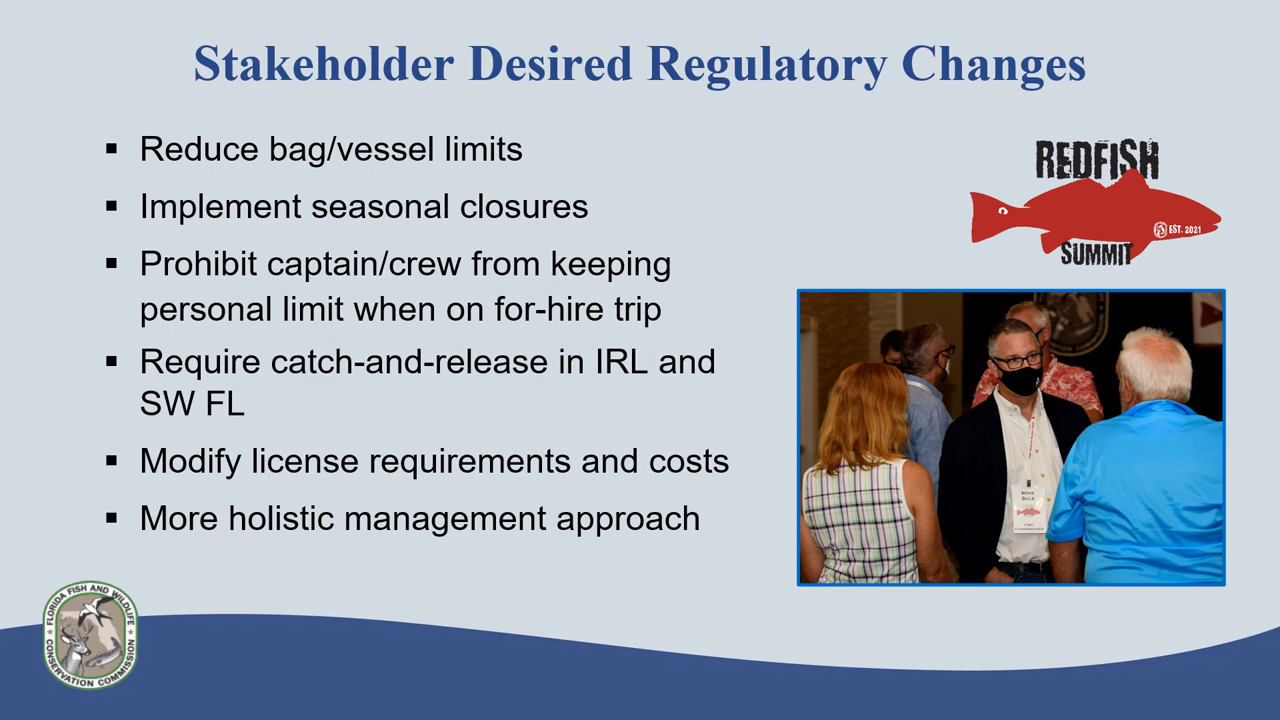 Stakeholder Desired Regulatory Changes
▪ Reduce bag/vessel limits
▪ Implement seasonal closures
▪ Prohibit captain/crew from keeping
personal limit when on for-hire trip
▪ Require catch-and-release in IRL and
SW FL
▪ Modify license requirements and costs
▪ More holistic management approach
REDFISH
EST. 2021
SUMMIT
MIKE
SOLE
FLORIDA FISH AND WILDLIFE
CONSERVATION COMMISSION